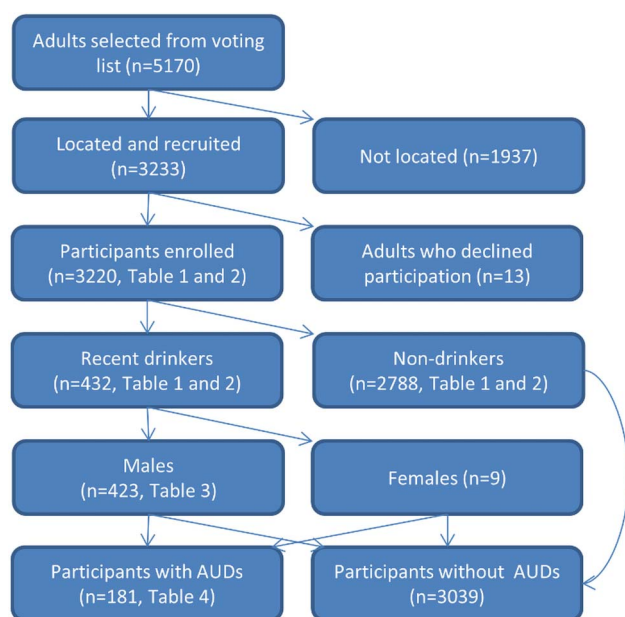 Adults selected from voting
list (n=5170)
Located and recruited
(n=3233)
Not located (n=1937)
Participants enrolled
(n=3220, Table 1 and 2)
Adults who declined
participation (n=13)
Recent drinkers
(n=432, Table 1 and 2)
Non-drinkers
(n=2788, Table 1 and 2)
Males
(n=423, Table 3)
Females (n=9)
Participants with AUDs
(n=181, Table 4)
Participants without AUDs
(n=3039)